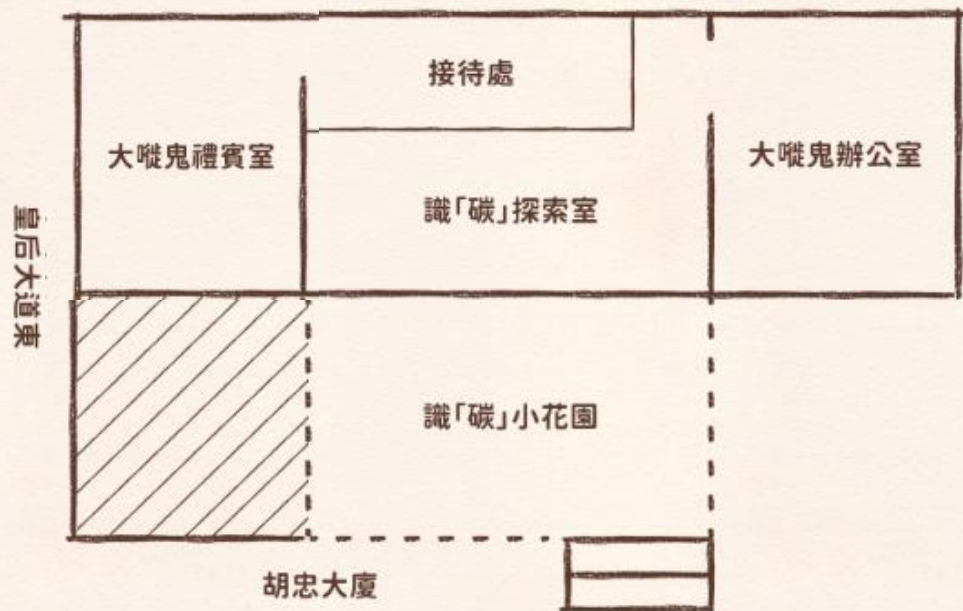 接待處
大嘥鬼禮賓室
大嘥鬼辦公室
識「碳」探索室
皇后大道東
識「碳」小花園
胡忠大廈